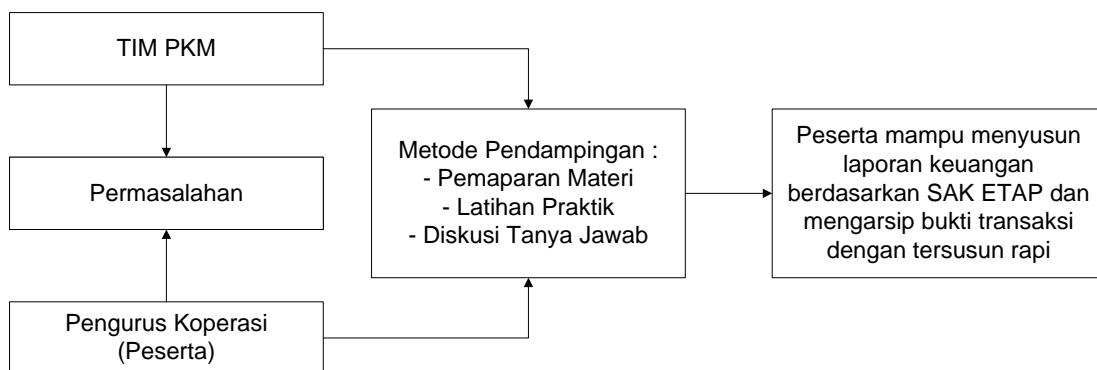 TIM PKM
Permasalahan
Pengurus Koperasi
(Peserta)
Metode Pendampingan :
- Pemaparan Materi
- Latihan Praktik
- Diskusi Tanya Jawab
Peserta mampu menyusun
laporan keuangan
berdasarkan SAK ETAP dan
mengarsip bukti transaksi
dengan tersusun rapi